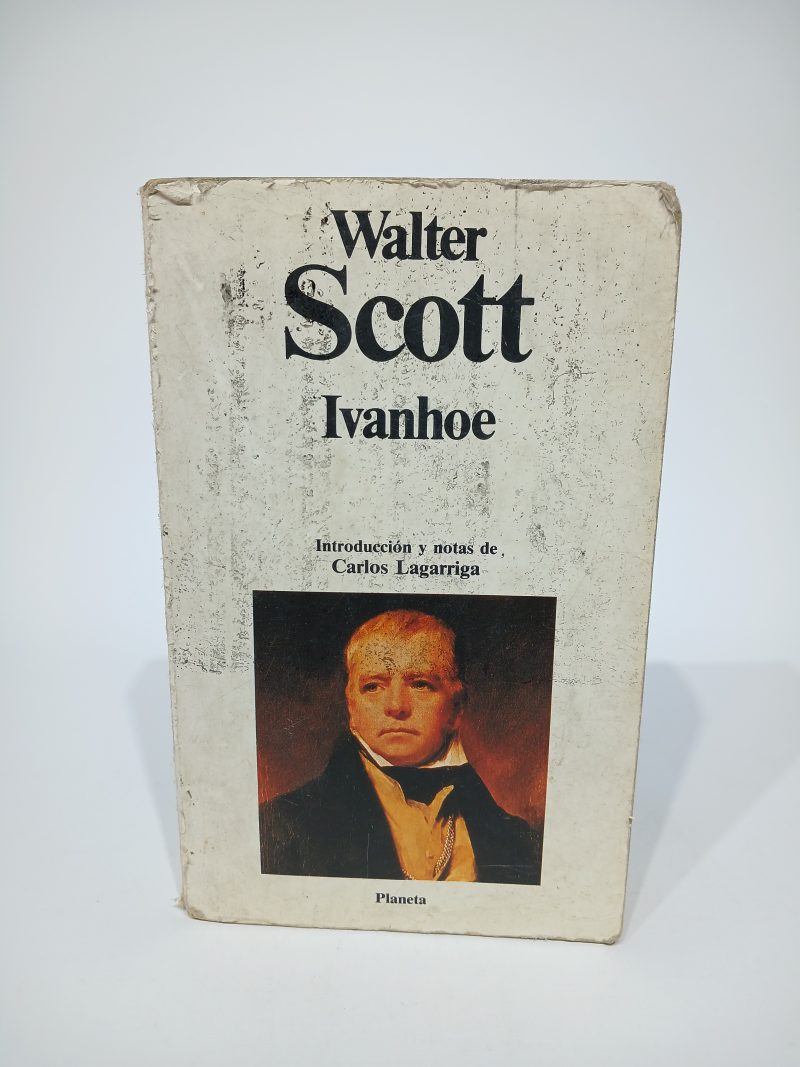 Walter
Scott
Ivanhoe
Introducción y notas de
Carlos Lagarriga
Planeta